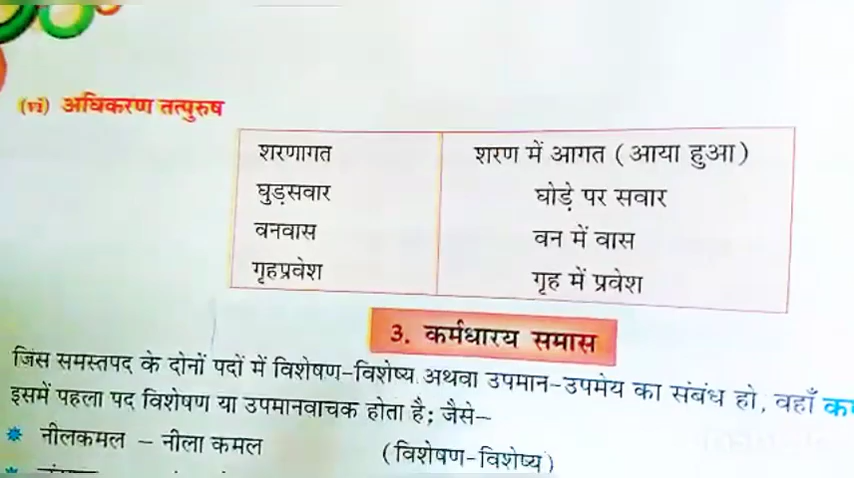 (vi) अधिकरण तत्पुरुष
शरणागत शरण में आगत (आया हुआ)
घुड़सवार घोड़े पर सवार
वनवास वन में वास
गृहप्रवेश गृह में प्रवेश
3. कर्मधारय समास
जिस समस्तपद के दोनों पदों में विशेषण-विशेष्य अथवा उपमान-उपमेय का संबंध हो, वहाँ
इसमें पहला पद विशेषण या उपमानवाचक होता है; जैसे—
* नीलकमल – नीला कमल (विशेषण-विशेष्य)